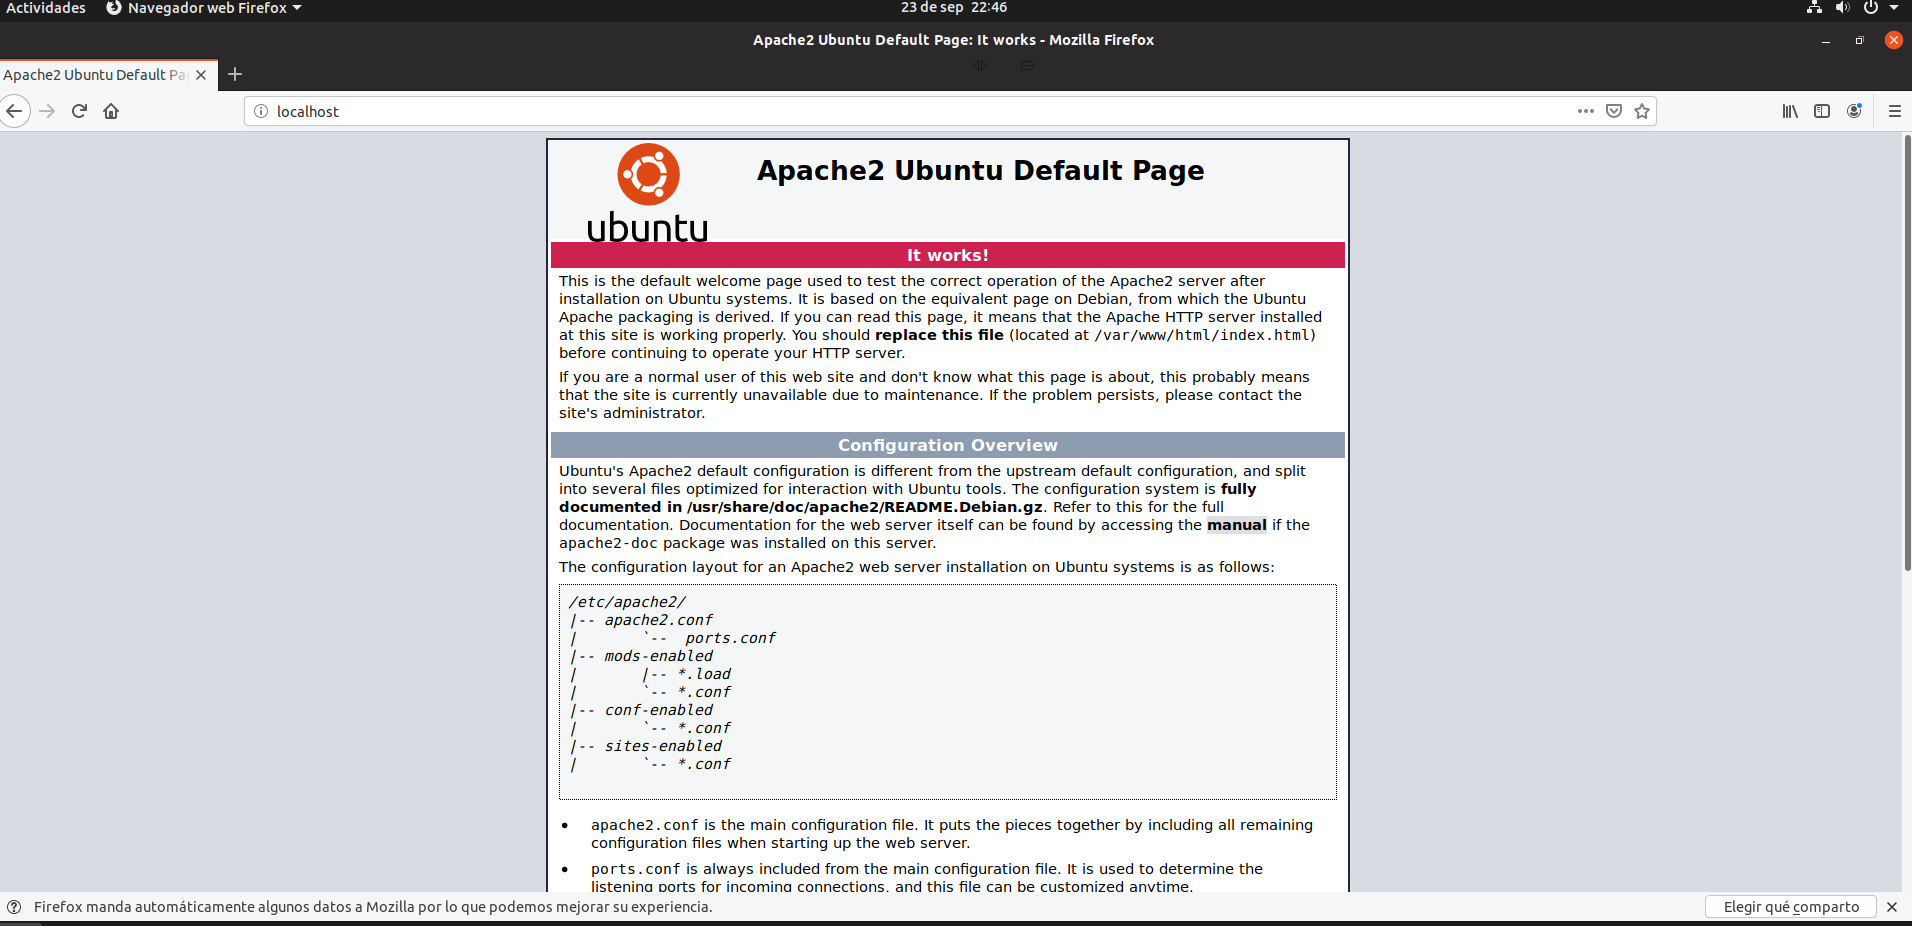 Actividades Navegador web Firefox 23 de sep 22:46
Apache2 Ubuntu Default Page: It works - Mozilla Firefox
Apache2 Ubuntu Default Pa
localhost
ubuntu
Apache2 Ubuntu Default Page
It works!
This is the default welcome page used to test the correct operation of the Apache2 server after
installation on Ubuntu systems. It is based on the equivalent page on Debian, from which the Ubuntu
Apache packaging is derived. If you can read this page, it means that the Apache HTTP server installed
at this site is working properly. You should replace this file (located at /var/www/html/index.html)
before continuing to operate your HTTP server.
If you are a normal user of this web site and don't know what this page is about, this probably means
that the site is currently unavailable due to maintenance. If the problem persists, please contact the
site's administrator.
Configuration Overview
Ubuntu's Apache2 default configuration is different from the upstream default configuration, and split
into several files optimized for interaction with Ubuntu tools. The configuration system is fully
documented in /usr/share/doc/apache2/README.Debian.gz. Refer to this for the full
documentation. Documentation for the web server itself can be found by accessing the manual if the
apache2-doc package was installed on this server.
The configuration layout for an Apache2 web server installation on Ubuntu systems is as follows:
/etc/apache2/
|-- apache2.conf
|       `--  ports.conf
|-- mods-enabled
|       |-- *.load
|       `-- *.conf
|-- conf-enabled
|       `-- *.conf
|-- sites-enabled
|       `-- *.conf
• apache2.conf is the main configuration file. It puts the pieces together by including all remaining
configuration files when starting up the web server.
• ports.conf is always included from the main configuration file. It is used to determine the
listening ports for incoming connections, and this file can be customized anytime.
Firefox manda automáticamente algunos datos a Mozilla por lo que podemos mejorar su experiencia.
Elegir qué comparto